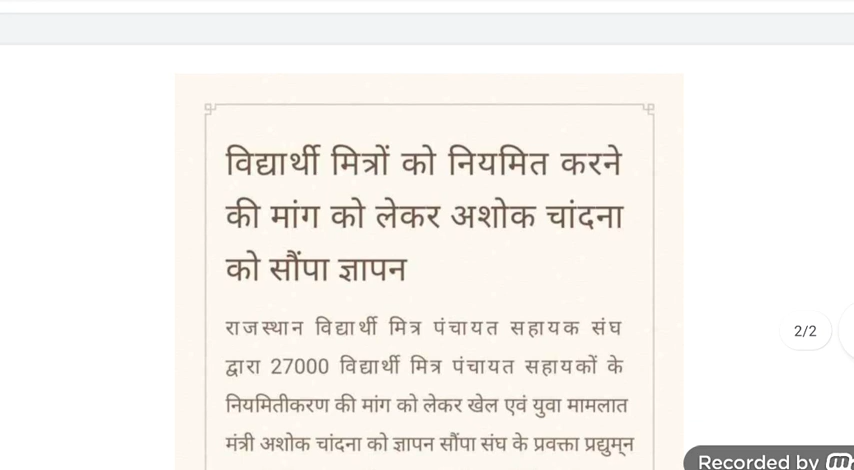 विद्यार्थी मित्रों को नियमित करने
की मांग को लेकर अशोक चांदना
को सौंपा ज्ञापन
राजस्थान विद्यार्थी मित्र पंचायत सहायक संघ
द्वारा 27000 विद्यार्थी मित्र पंचायत सहायकों के
नियमितीकरण की मांग को लेकर खेल एवं युवा मामलात
मंत्री अशोक चांदना को ज्ञापन सौंपा संघ के प्रवक्ता प्रद्युम्न
2/2
Recorded by